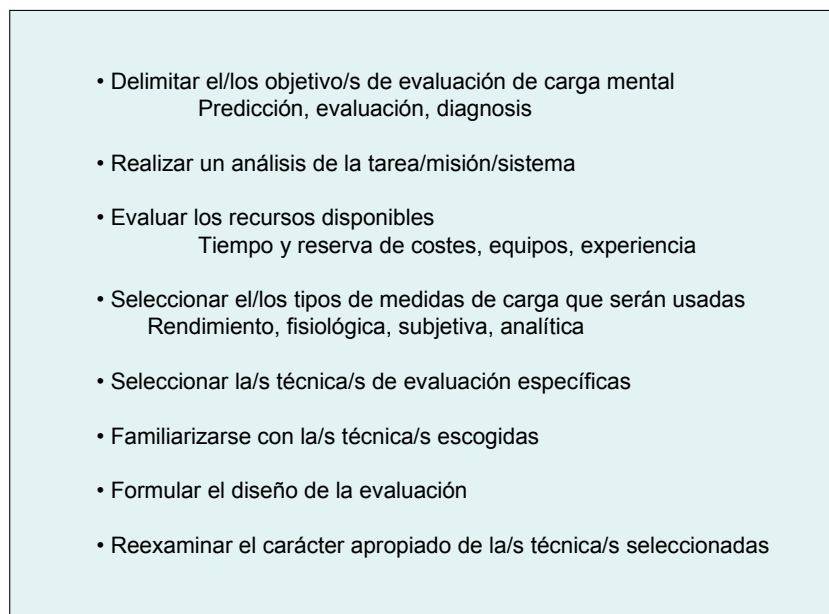 • Delimitar el/los objetivo/s de evaluación de carga mental
Predicción, evaluación, diagnosis
• Realizar un análisis de la tarea/misión/sistema
• Evaluar los recursos disponibles
Tiempo y reserva de costes, equipos, experiencia
• Seleccionar el/los tipos de medidas de carga que serán usadas
Rendimiento, fisiológica, subjetiva, analítica
• Seleccionar la/s técnica/s de evaluación específicas
• Familiarizarse con la/s técnica/s escogidas
• Formular el diseño de la evaluación
• Reexaminar el carácter apropiado de la/s técnica/s seleccionadas